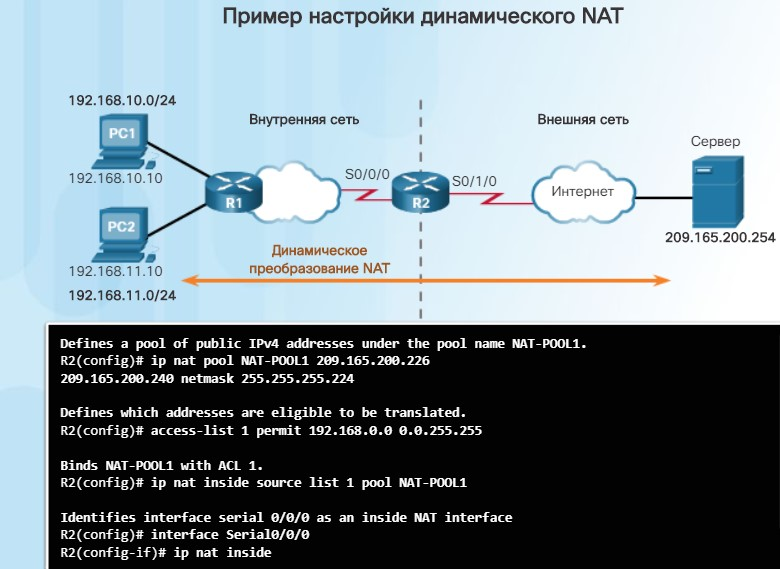 Пример настройки динамического NAT
192.168.10.0/24
PC1
192.168.10.10
PC2
192.168.11.10
192.168.11.0/24
Внутренняя сеть
Внешняя сеть
Сервер
R1
S0/0/0
R2
S0/1/0
Интернет
209.165.200.254
Динамическое
преобразование NAT
Defines a pool of public IPv4 addresses under the pool name NAT-POOL1.
R2(config)# ip nat pool NAT-POOL1 209.165.200.226
209.165.200.240 netmask 255.255.255.224
Defines which addresses are eligible to be translated.
R2(config)# access-list 1 permit 192.168.0.0 0.0.255.255
Binds NAT-POOL1 with ACL 1.
R2(config)# ip nat inside source list 1 pool NAT-POOL1
Identifies interface serial 0/0/0 as an inside NAT interface
R2(config)# interface Serial0/0/0
R2(config-if)# ip nat inside